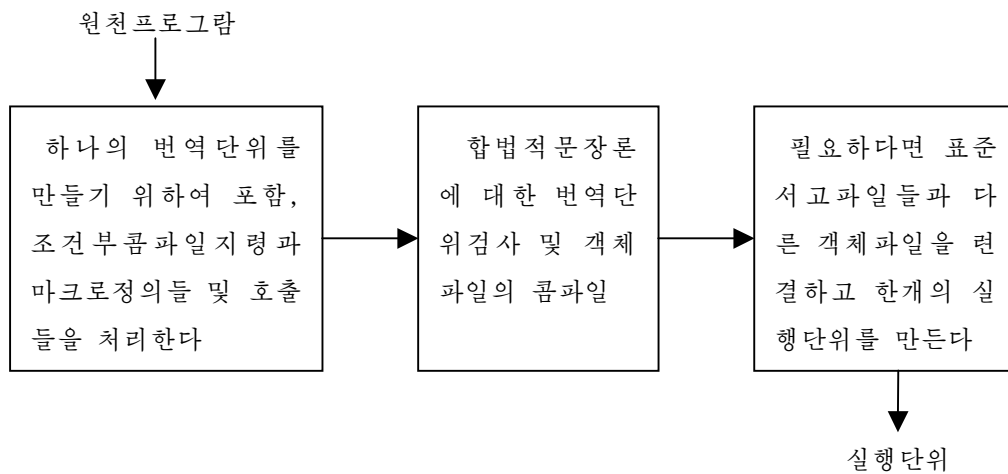 원천프로그람
하나의 번역단위를
만들기 위하여 포함,
조건부콤파일지령과
마크로정의들 및 호출
들을 처리한다
합법적문장론
에 대한 번역단
위검사 및 객체
파일의 콤파일
필요하다면 표준
서고파일들과 다
른 객체파일을 련
결하고 한개의 실
행단위를 만든다
실행단위